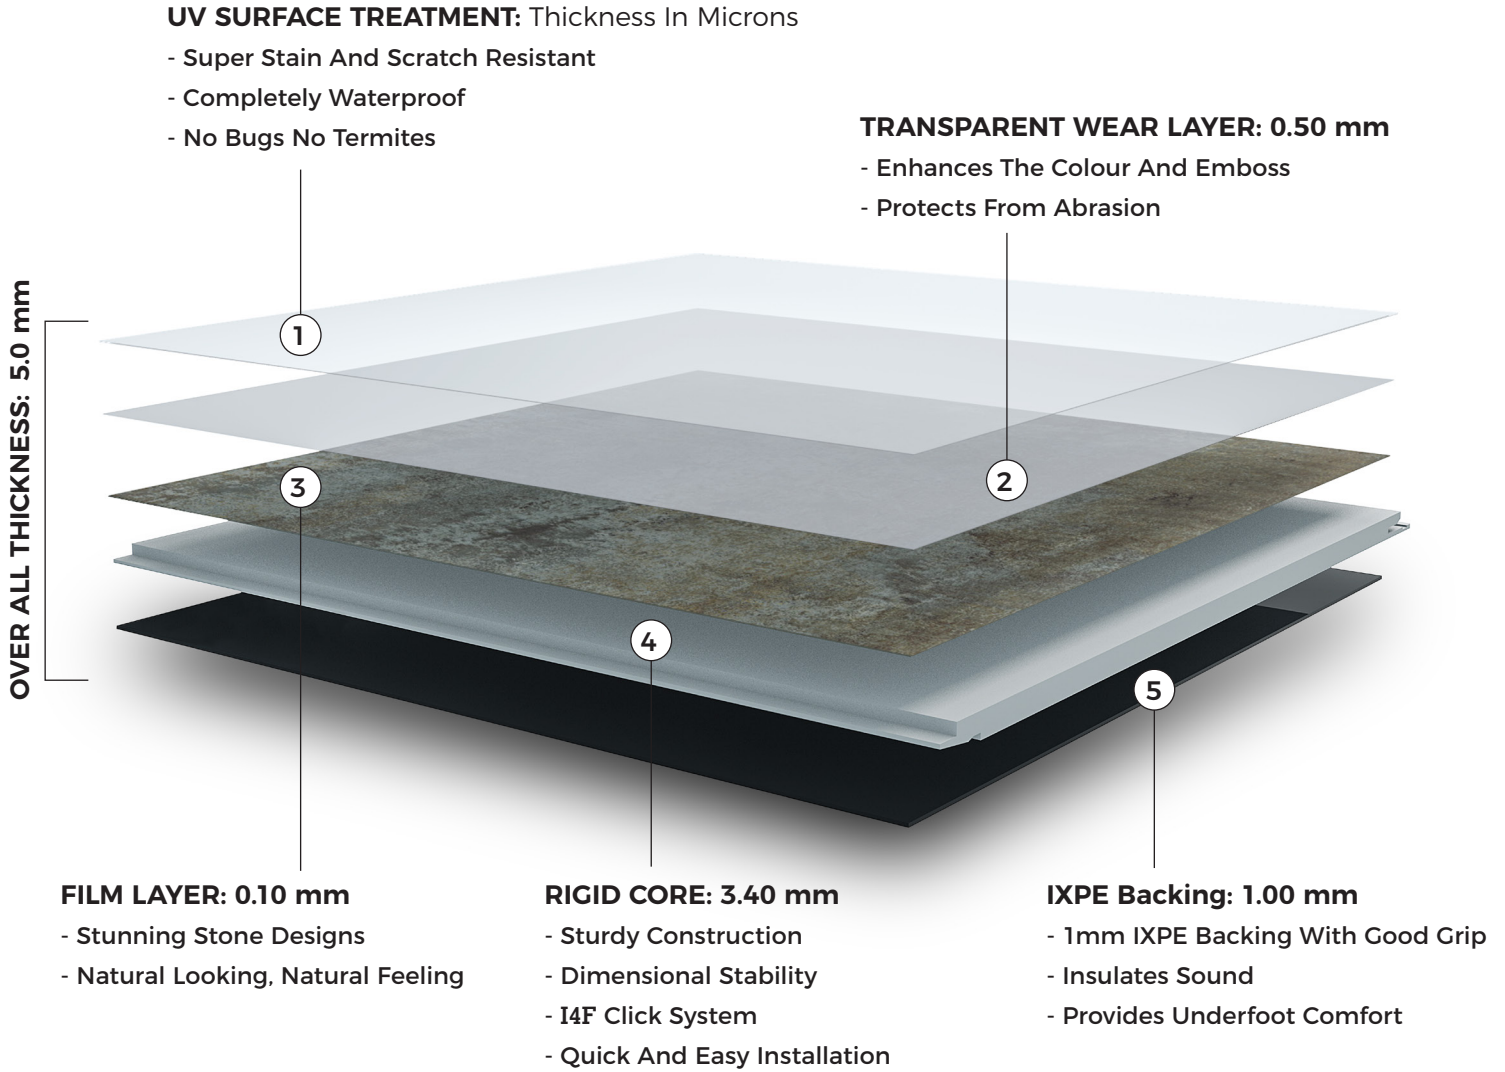 UV SURFACE TREATMENT: Thickness In Microns
- Super Stain And Scratch Resistant
- Completely Waterproof
- No Bugs No Termites
TRANSPARENT WEAR LAYER: 0.50 mm
- Enhances The Colour And Emboss
- Protects From Abrasion
OVER ALL THICKNESS: 5.0 mm
1
2
3
4
5
FILM LAYER: 0.10 mm
- Stunning Stone Designs
- Natural Looking, Natural Feeling
RIGID CORE: 3.40 mm
- Sturdy Construction
- Dimensional Stability
- I4F Click System
- Quick And Easy Installation
IXPE Backing: 1.00 mm
- 1mm IXPE Backing With Good Grip
- Insulates Sound
- Provides Underfoot Comfort